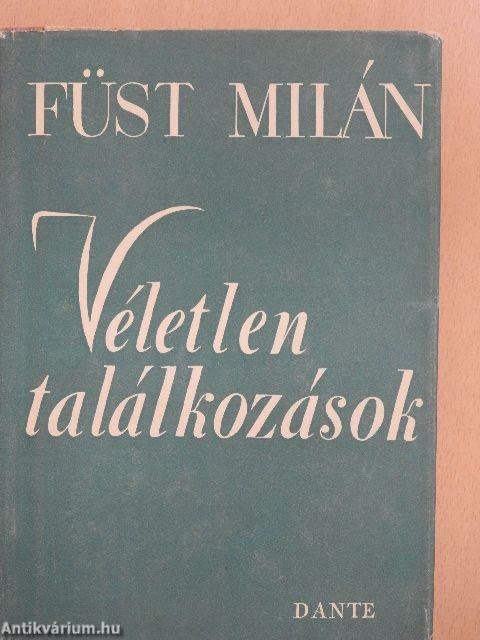 FÜST MILÁN
Véletlen
találkozások
DANTE
Antikvárium.hu